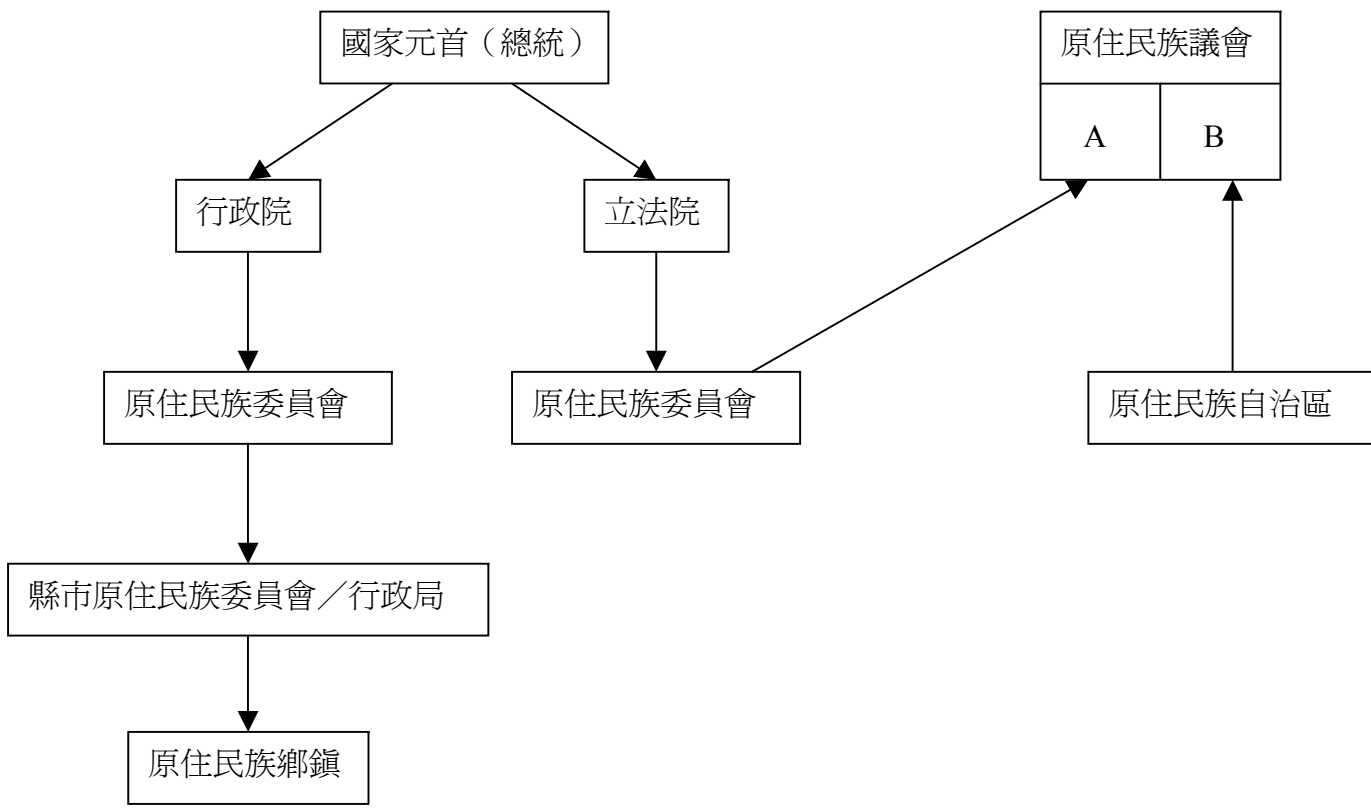 國家元首（總統）
原住民族議會
A
B
行政院
立法院
原住民族委員會
原住民族委員會
原住民族自治區
縣市原住民族委員會／行政局
原住民族鄉鎮